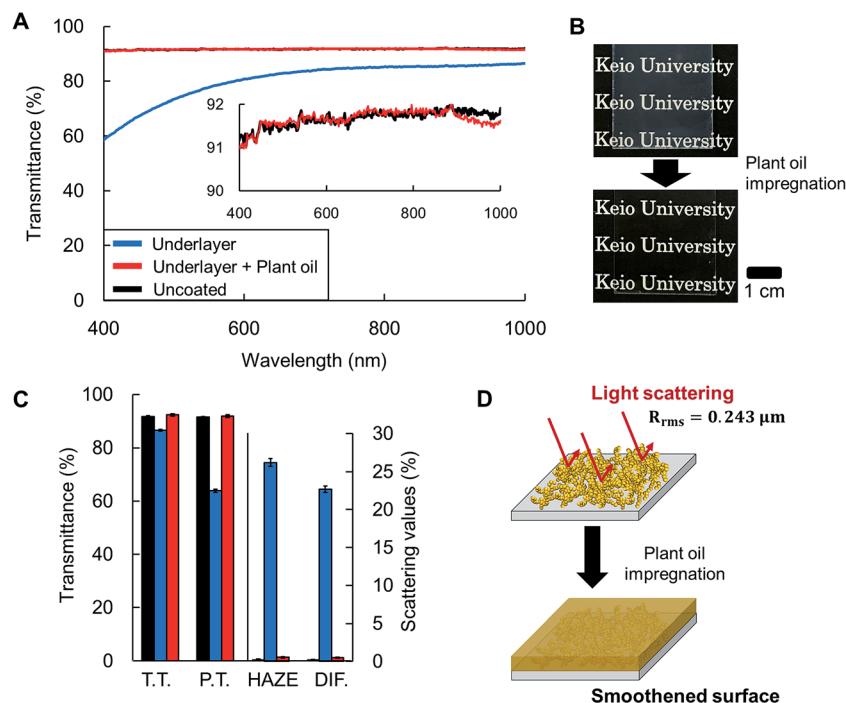 A
Transmittance (%)
100
80
60
40
20
0
400
600
800
1000
Wavelength (nm)
92
91
90
400
600
800
1000
Underlayer
Underlayer + Plant oil
Uncoated
B
Keio University
Keio University
Keio University
Plant oil
impregnation
Keio University
Keio University
Keio University
1 cm
C
Transmittance (%)
100
80
60
40
20
0
T.T.
P.T.
HAZE
DIF.
30
25
20
15
10
5
0
Scattering values (%)
D
Light scattering
R_rms = 0.243 μm
Plant oil
impregnation
Smoothened surface